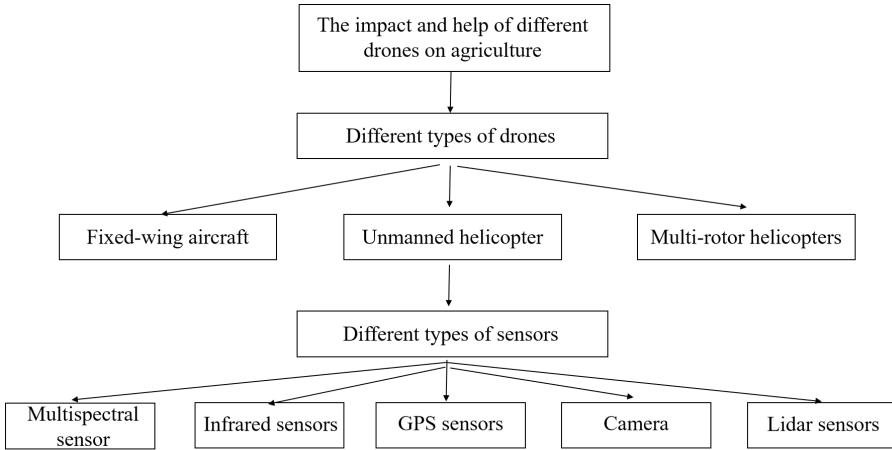 The impact and help of different
drones on agriculture
Different types of drones
Fixed-wing aircraft
Unmanned helicopter
Multi-rotor helicopters
Different types of sensors
Multispectral
sensor
Infrared sensors
GPS sensors
Camera
Lidar sensors